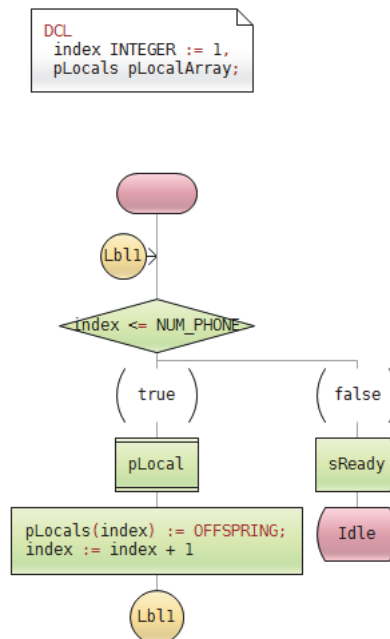 DCL
index INTEGER := 1,
pLocals pLocalArray;
Lbl1
index <= NUM_PHONE
true
false
pLocal
sReady
pLocals(index) := OFFSPRING;
index := index + 1
Idle
Lbl1